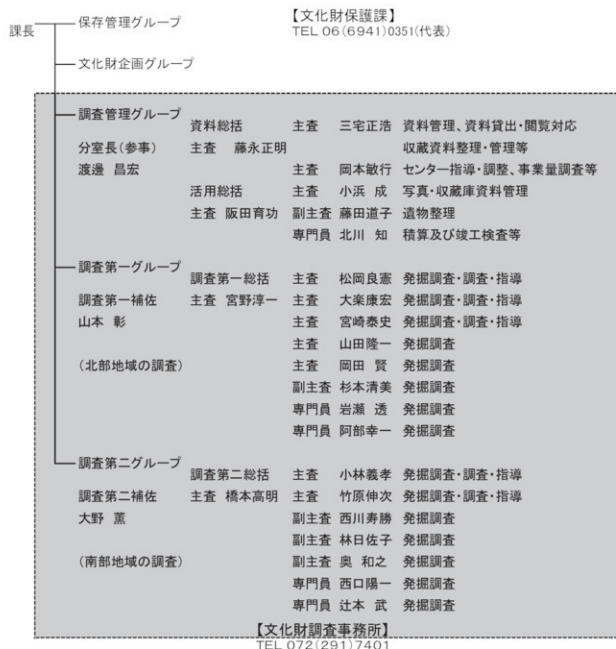 【文化財保護課】
課長 保存管理グループ TEL 06(6941)0351(代表)
文化財企画グループ
調査管理グループ
資料総括 主査 三宅正浩 資料管理、資料貸出・閲覧対応
分室長(参事) 主査 藤永正明 収蔵資料整理・管理等
渡邊 昌宏 主査 岡本敏行 センター指導・調整、事業量調査等
活用総括 主査 小浜 成 写真・収蔵庫資料管理
主査 阪田育功 副主査 藤田道子 遺物整理
専門員 北川 知 積算及び竣工検査等
調査第一グループ
調査第一総括 主査 松岡良憲 発掘調査・調査・指導
調査第一補佐 主査 宮野淳一 主査 大楽康宏 発掘調査・調査・指導
山本 彰 主査 宮崎泰史 発掘調査・調査・指導
主査 山田隆一 発掘調査
(北部地域の調査) 主査 岡田 賢 発掘調査
副主査 杉本清美 発掘調査
専門員 岩瀬 透 発掘調査
専門員 阿部幸一 発掘調査
調査第二グループ
調査第二総括 主査 小林義孝 発掘調査・調査・指導
調査第二補佐 主査 橋本高明 主査 竹原伸次 発掘調査・調査・指導
大野 薫 副主査 西川寿勝 発掘調査
副主査 林日佐子 発掘調査
(南部地域の調査) 副主査 奥 和之 発掘調査
専門員 西口陽一 発掘調査
専門員 辻本 武 発掘調査
【文化財調査事務所】
TEL 072(291)7401